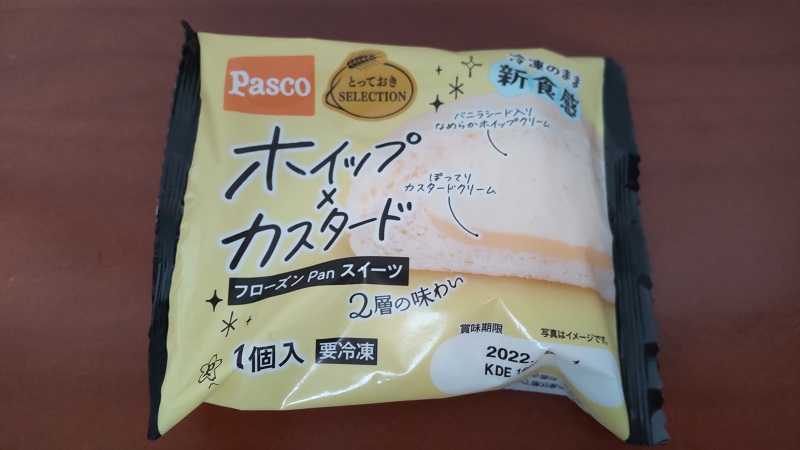 Pasco
とっておき
SELECTION
冷凍のまま
新食感
バニラシード入り
なめらかホイップクリーム
ぽってり
カスタードクリーム
ホイップ
×
カスタード
フローズンPanスイーツ
2層の味わい
1個入 要冷凍
賞味期限
写真はイメージです。
2022.
KDE